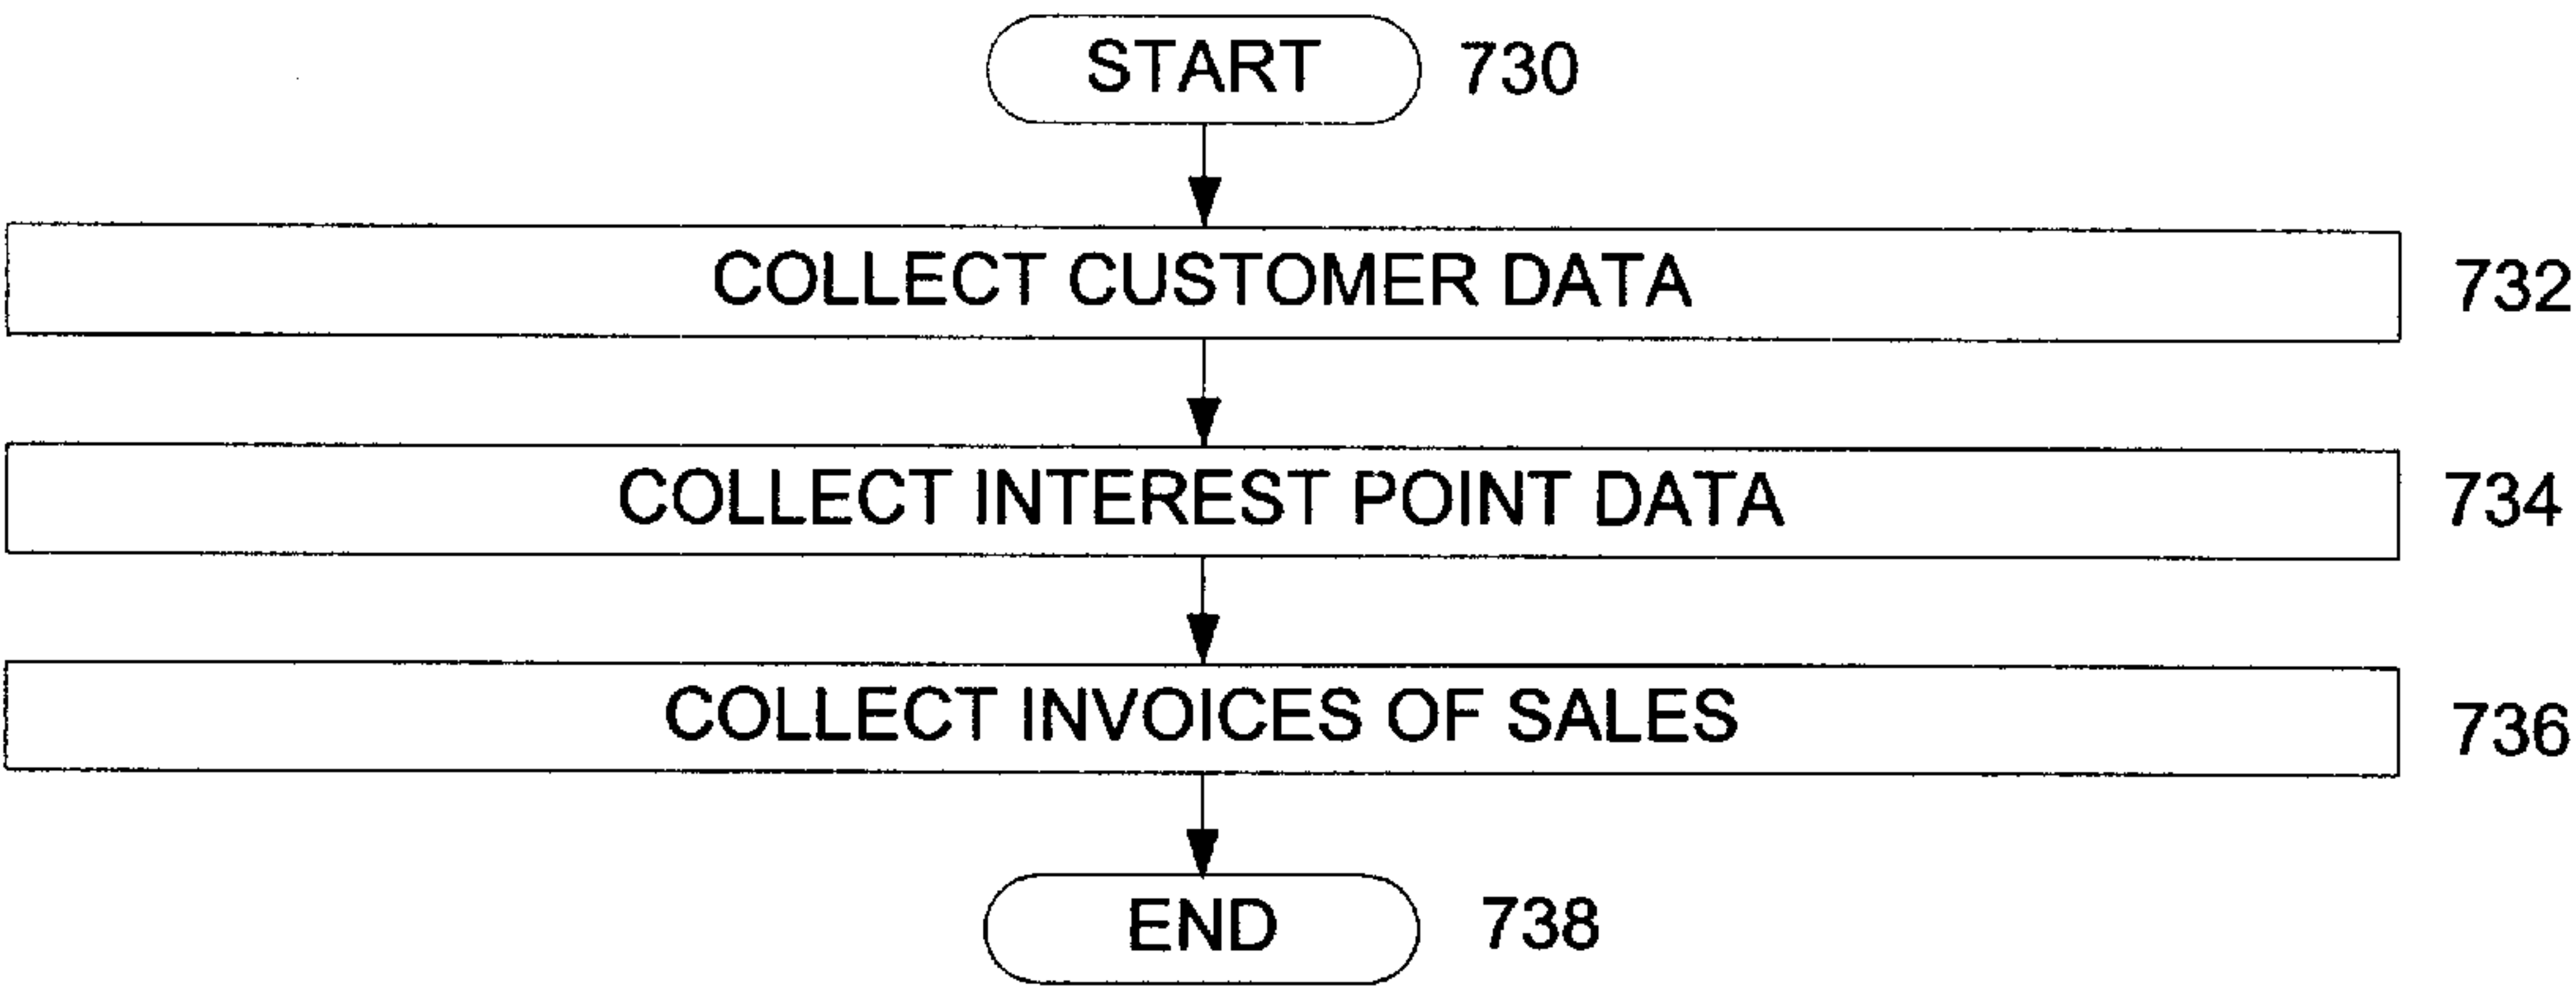 START 730
COLLECT CUSTOMER DATA 732
COLLECT INTEREST POINT DATA 734
COLLECT INVOICES OF SALES 736
END 738